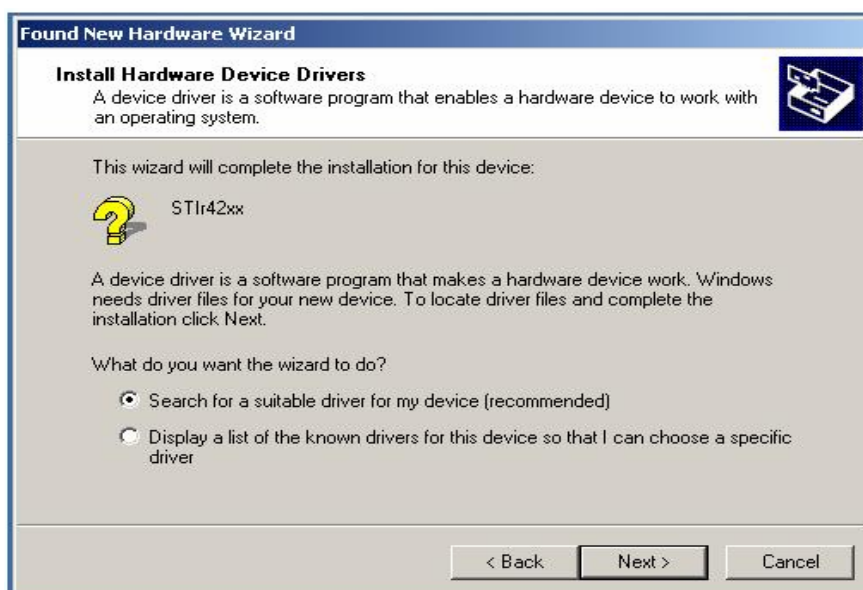 Found New Hardware Wizard
Install Hardware Device Drivers
A device driver is a software program that enables a hardware device to work with
an operating system.
This wizard will complete the installation for this device:
STIr42xx
A device driver is a software program that makes a hardware device work. Windows
needs driver files for your new device. To locate driver files and complete the
installation click Next.
What do you want the wizard to do?
Search for a suitable driver for my device (recommended)
Display a list of the known drivers for this device so that I can choose a specific
driver
< Back Next > Cancel